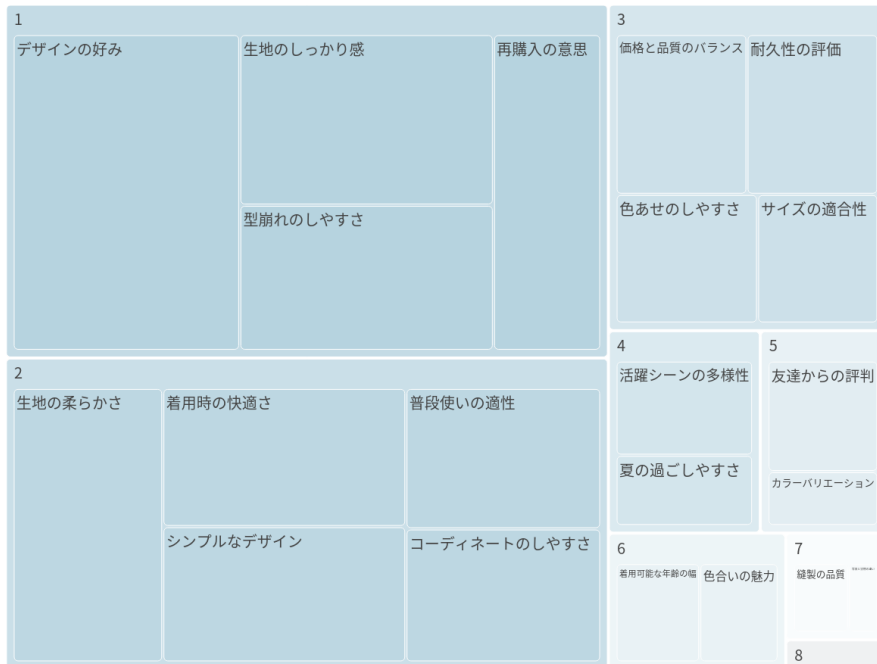 1
デザインの好み
生地のしっかり感
再購入の意思
型崩れのしやすさ
2
生地の柔らかさ
着用時の快適さ
普段使いの適性
シンプルなデザイン
コーディネートのしやすさ
3
価格と品質のバランス
耐久性の評価
色あせのしやすさ
サイズの適合性
4
活躍シーンの多様性
夏の過ごしやすさ
5
友達からの評判
カラーバリエーション
6
着用可能な年齢の幅
色合いの魅力
7
縫製の品質
8